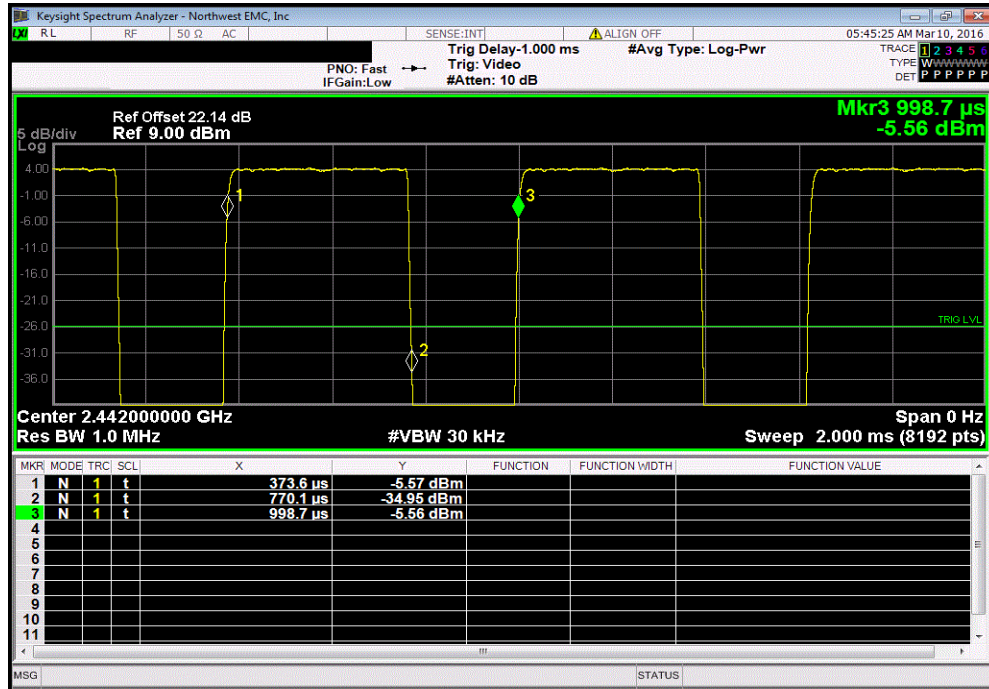 Keysight Spectrum Analyzer - Northwest EMC, Inc
LXI RL RF 50 Ω AC SENSE:INT ALIGN OFF 05:45:25 AM Mar 10, 2016
Trig Delay-1.000 ms #Avg Type: Log-Pwr TRACE 1 2 3 4 5 6
PNO: Fast Trig: Video TYPE WWWWWW
IFGain:Low #Atten: 10 dB DET P P P P P P
Mkr3 998.7 µs
-5.56 dBm
Ref Offset 22.14 dB
5 dB/div Ref 9.00 dBm
Log
4.00
-1.00
1
3
-6.00
-11.0
-16.0
-21.0
-26.0
TRIG LVL
-31.0
2
-36.0
Center 2.442000000 GHz Span 0 Hz
Res BW 1.0 MHz #VBW 30 kHz Sweep 2.000 ms (8192 pts)
MKR MODE TRC SCL X Y FUNCTION FUNCTION WIDTH FUNCTION VALUE
1 N 1 t 373.6 µs -5.57 dBm
2 N 1 t 770.1 µs -34.95 dBm
3 N 1 t 998.7 µs -5.56 dBm
4
5
6
7
8
9
10
11
MSG STATUS